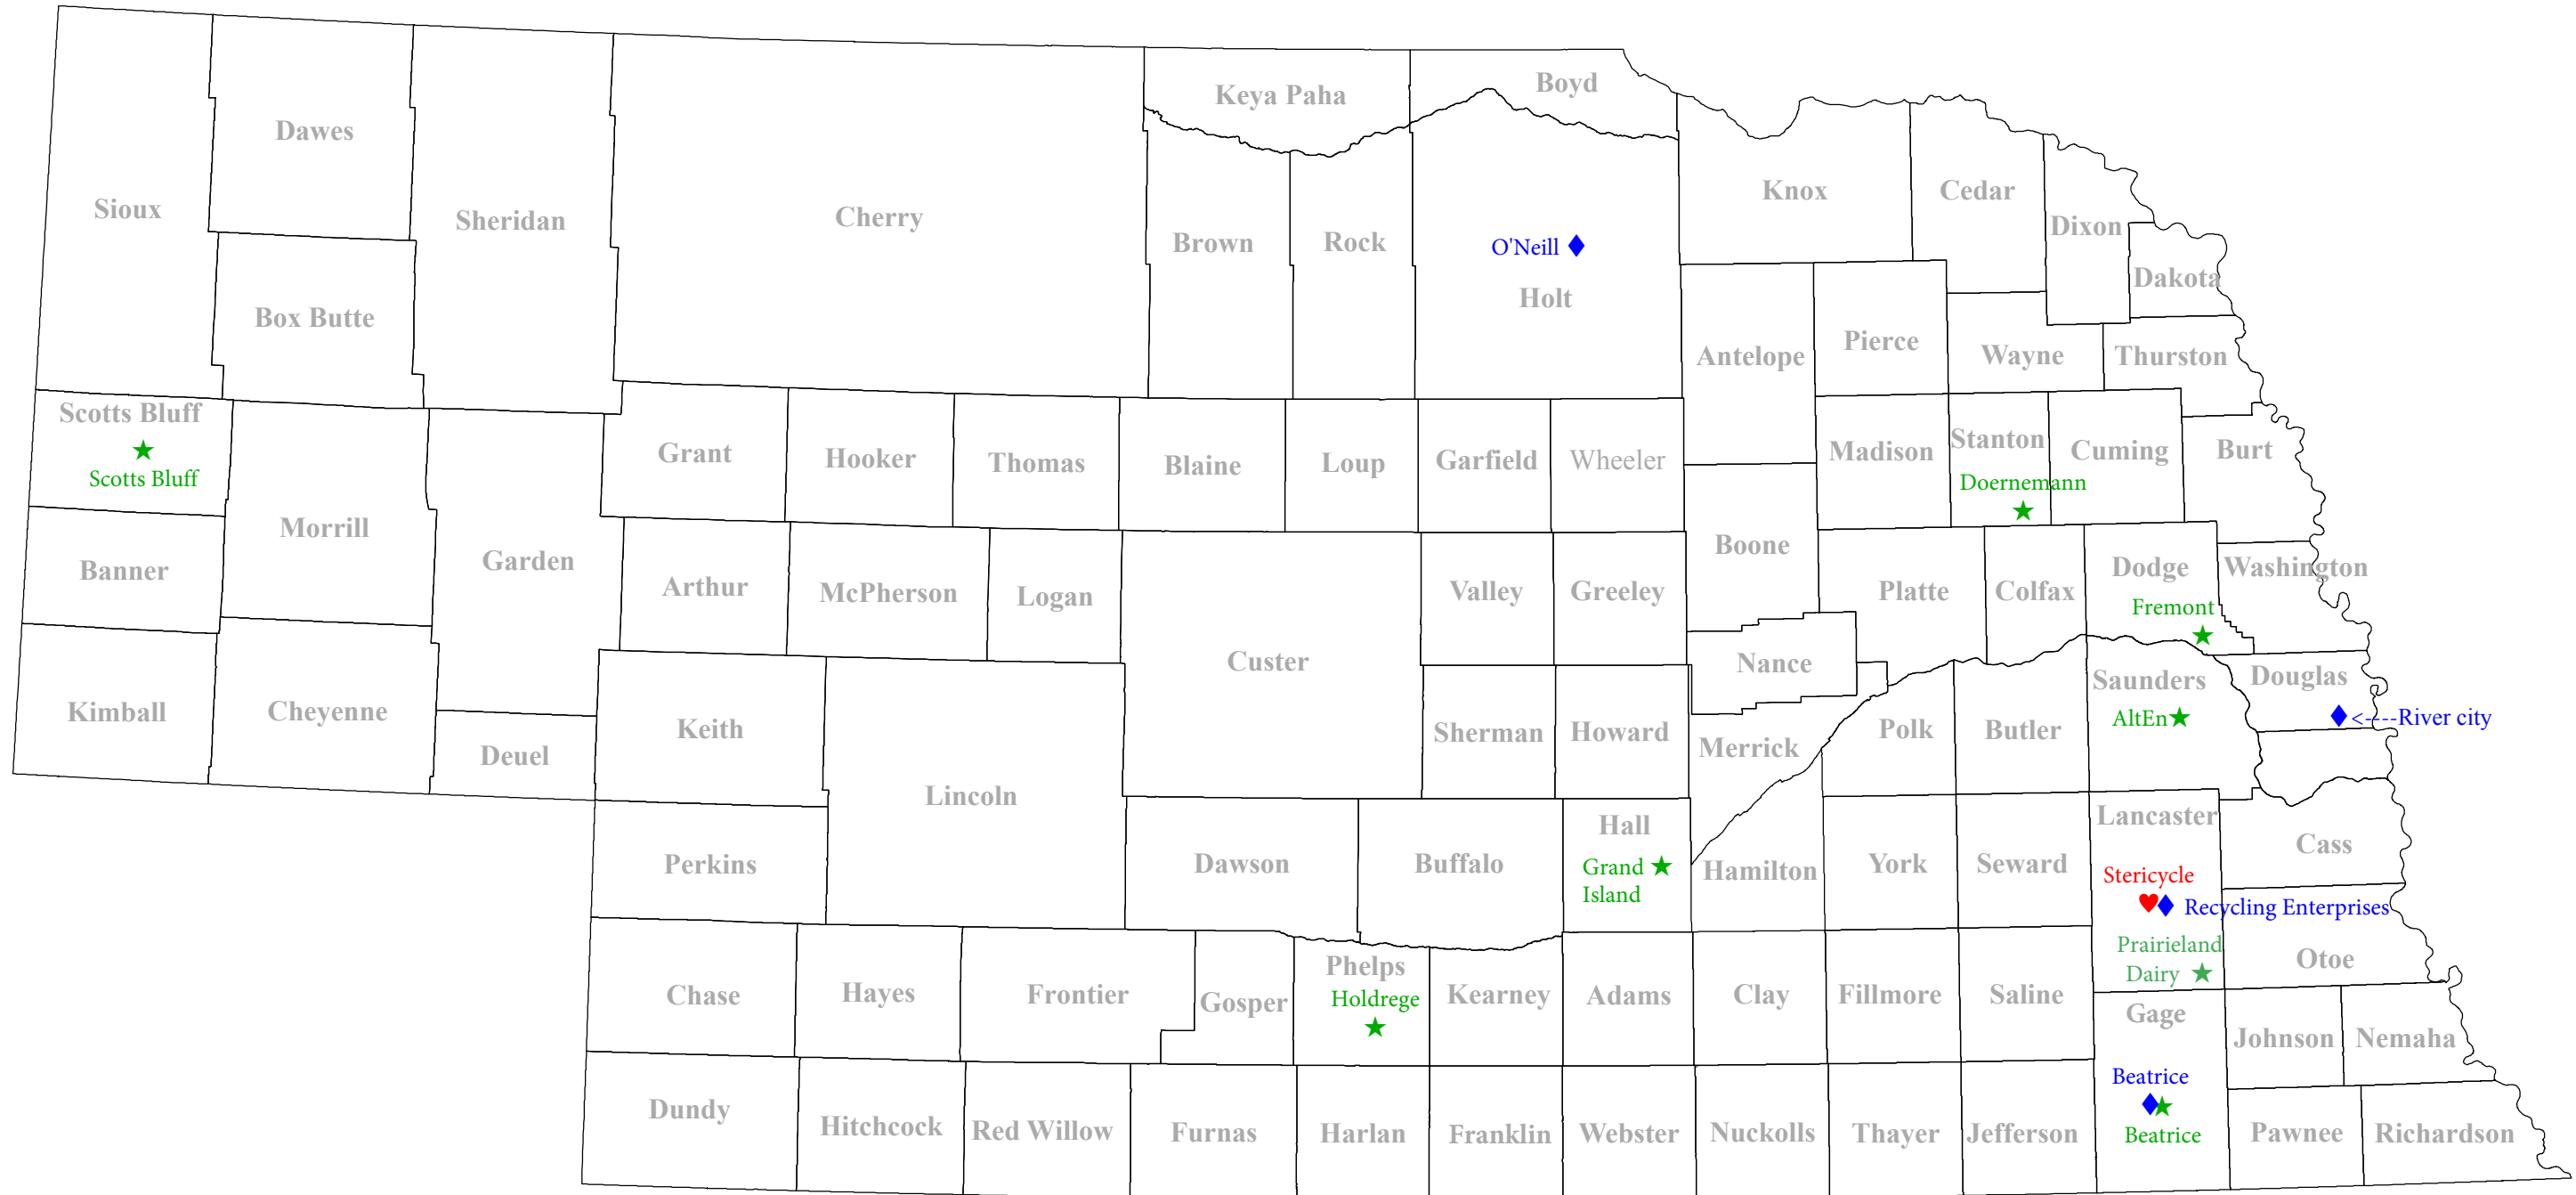 Keya Paha
Boyd
Dawes
Sioux
Sheridan
Cherry
Brown
Rock
O'Neill
Holt
Knox
Cedar
Dixon
Dakota
Box Butte
Antelope
Pierce
Wayne
Thurston
Scotts Bluff
Scotts Bluff
Morrill
Garden
Grant
Hooker
Thomas
Blaine
Loup
Garfield
Wheeler
Madison
Stanton
Doernemann
Cuming
Burt
Banner
Arthur
McPherson
Logan
Custer
Valley
Greeley
Boone
Platte
Colfax
Dodge
Fremont
Washington
Kimball
Cheyenne
Deuel
Keith
Lincoln
Sherman
Howard
Nance
Merrick
Polk
Butler
Saunders
AltEn
Douglas
<----River city
Perkins
Dawson
Buffalo
Hall
Grand
Island
Hamilton
York
Seward
Lancaster
Stericycle
Recycling Enterprises
Prairieland
Dairy
Cass
Otoe
Chase
Hayes
Frontier
Gosper
Phelps
Holdrege
Kearney
Adams
Clay
Fillmore
Saline
Gage
Beatrice
Beatrice
Johnson
Nemaha
Dundy
Hitchcock
Red Willow
Furnas
Harlan
Franklin
Webster
Nuckolls
Thayer
Jefferson
Pawnee
Richardson